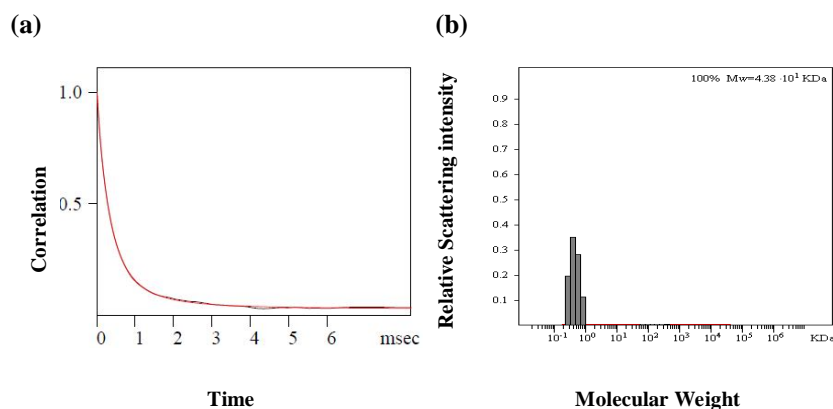 (a)
Correlation
1.0
0.5
0 1 2 3 4 5 6 msec
Time
(b)
Relative Scattering intensity
100% Mw=4.38 ·10¹ KDa
0.9
0.8
0.7
0.6
0.5
0.4
0.3
0.2
0.1
10⁻¹ 10⁰ 10¹ 10² 10³ 10⁴ 10⁵ 10⁶ KDa
Molecular Weight